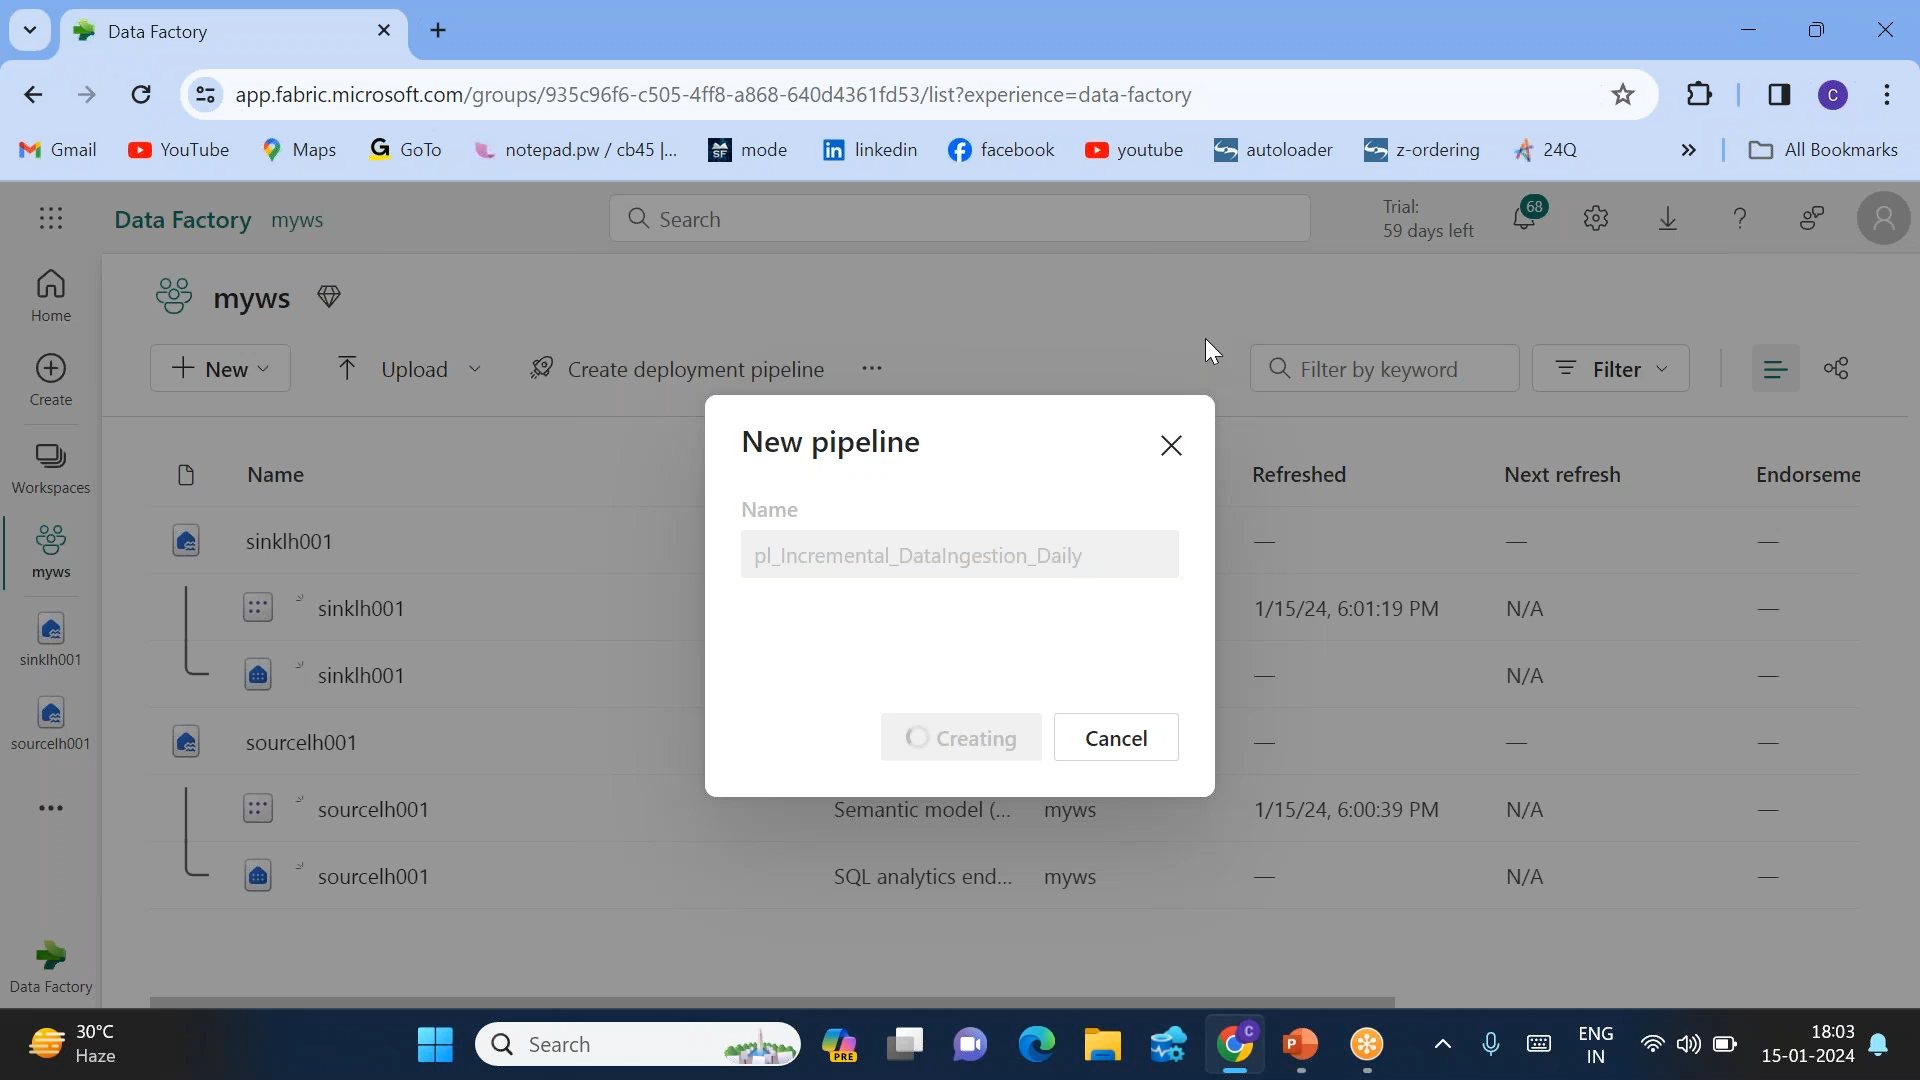 Data Factory
app.fabric.microsoft.com/groups/935c96f6-c505-4ff8-a868-640d4361fd53/list?experience=data-factory
C
Gmail YouTube Maps GoTo notepad.pw / cb45 |... mode linkedin facebook youtube autoloader z-ordering 24Q » All Bookmarks
Data Factory myws Search Trial: 59 days left 68
Home
Create
Workspaces
myws
sinklh001
sourcelh001
Data Factory
myws
New Upload Create deployment pipeline ... Filter by keyword Filter
Name Refreshed Next refresh Endorseme
sinklh001 — — —
sinklh001 1/15/24, 6:01:19 PM N/A —
sinklh001 — N/A —
sourcelh001 — — —
sourcelh001 Semantic model (... myws 1/15/24, 6:00:39 PM N/A —
sourcelh001 SQL analytics end... myws — N/A —
New pipeline
Name
pl_Incremental_DataIngestion_Daily
Creating Cancel
30°C
Haze
Search
PRE
C
ENG
IN
18:03
15-01-2024